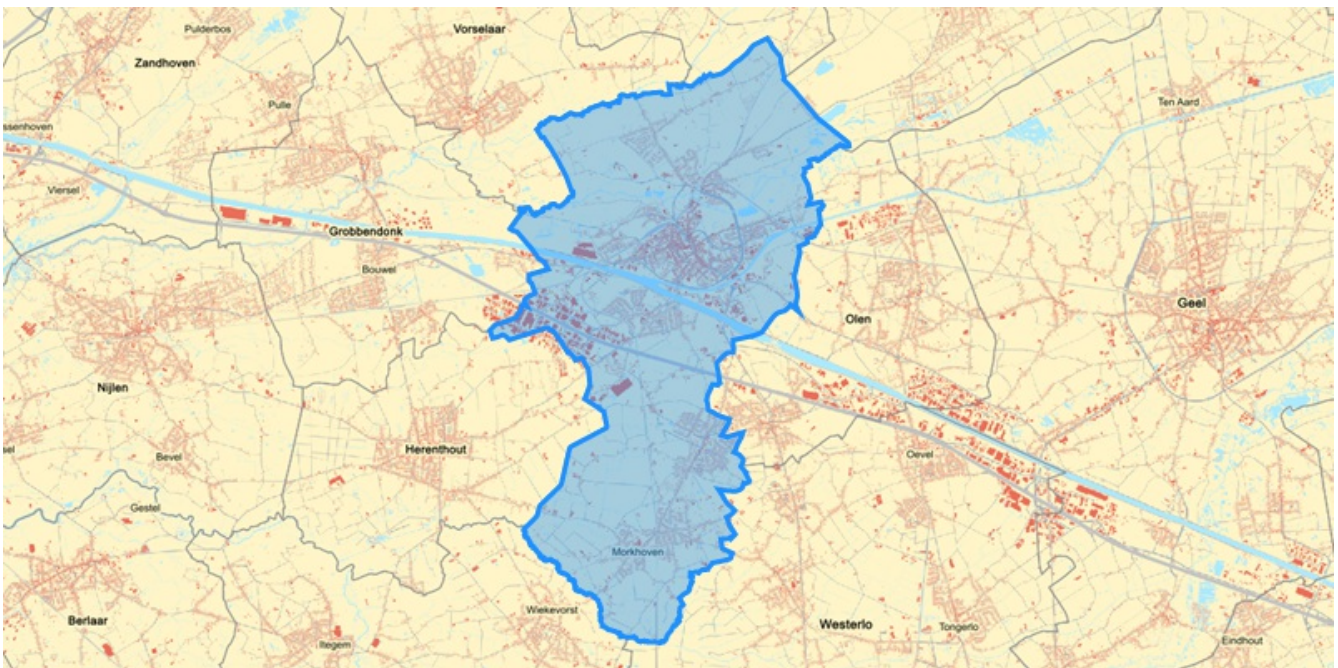 Pulderbos
Vorselaar
Zandhoven
Pulle
Ten Aard
ssenhoven
Viersel
Grobbendonk
Bouwel
Geel
Olen
Nijlen
Herenthout
sel
Bevel
Oevel
Gestel
Morkhoven
Wiekevorst
Berlaar
Westerlo
Tongerlo
Itegem
Eindhout